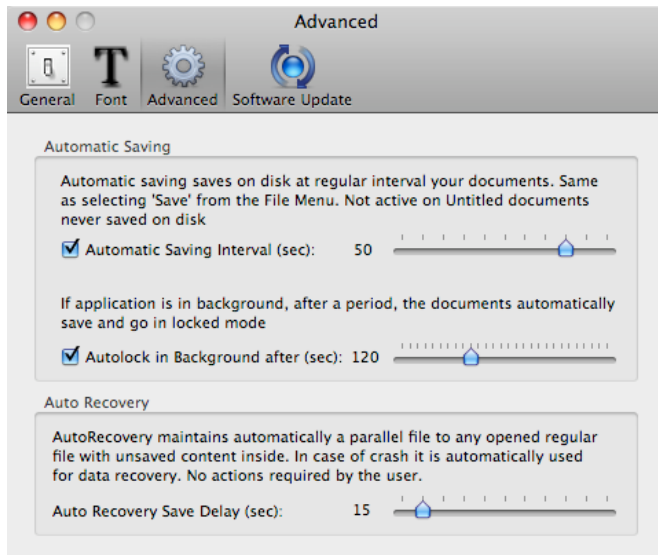 Advanced
General Font Advanced Software Update
Automatic Saving
Automatic saving saves on disk at regular interval your documents. Same
as selecting 'Save' from the File Menu. Not active on Untitled documents
never saved on disk
Automatic Saving Interval (sec): 50
If application is in background, after a period, the documents automatically
save and go in locked mode
Autolock in Background after (sec): 120
Auto Recovery
AutoRecovery maintains automatically a parallel file to any opened regular
file with unsaved content inside. In case of crash it is automatically used
for data recovery. No actions required by the user.
Auto Recovery Save Delay (sec): 15